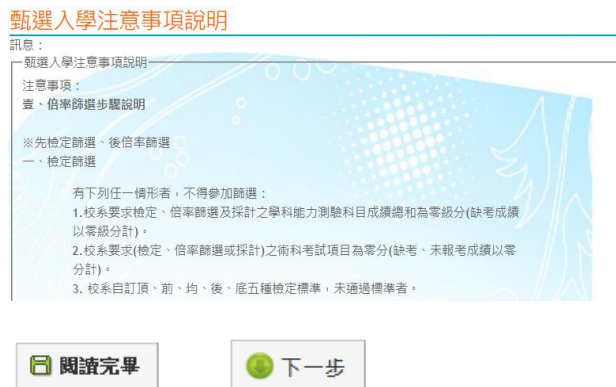 甄選入學注意事項說明
訊息：
甄選入學注意事項說明
注意事項：
壹、倍率篩選步驟說明
※先檢定篩選、後倍率篩選
一、檢定篩選
有下列任一情形者，不得參加篩選：
1.校系要求檢定、倍率篩選及採計之學科能力測驗科目成績總和為零級分(缺考成績
以零級分計)。
2.校系要求(檢定、倍率篩選或採計)之術科考試項目為零分(缺考、未報考成績以零
分計)。
3. 校系自訂頂、前、均、後、底五種檢定標準，未通過標準者。
閱讀完畢
下一步